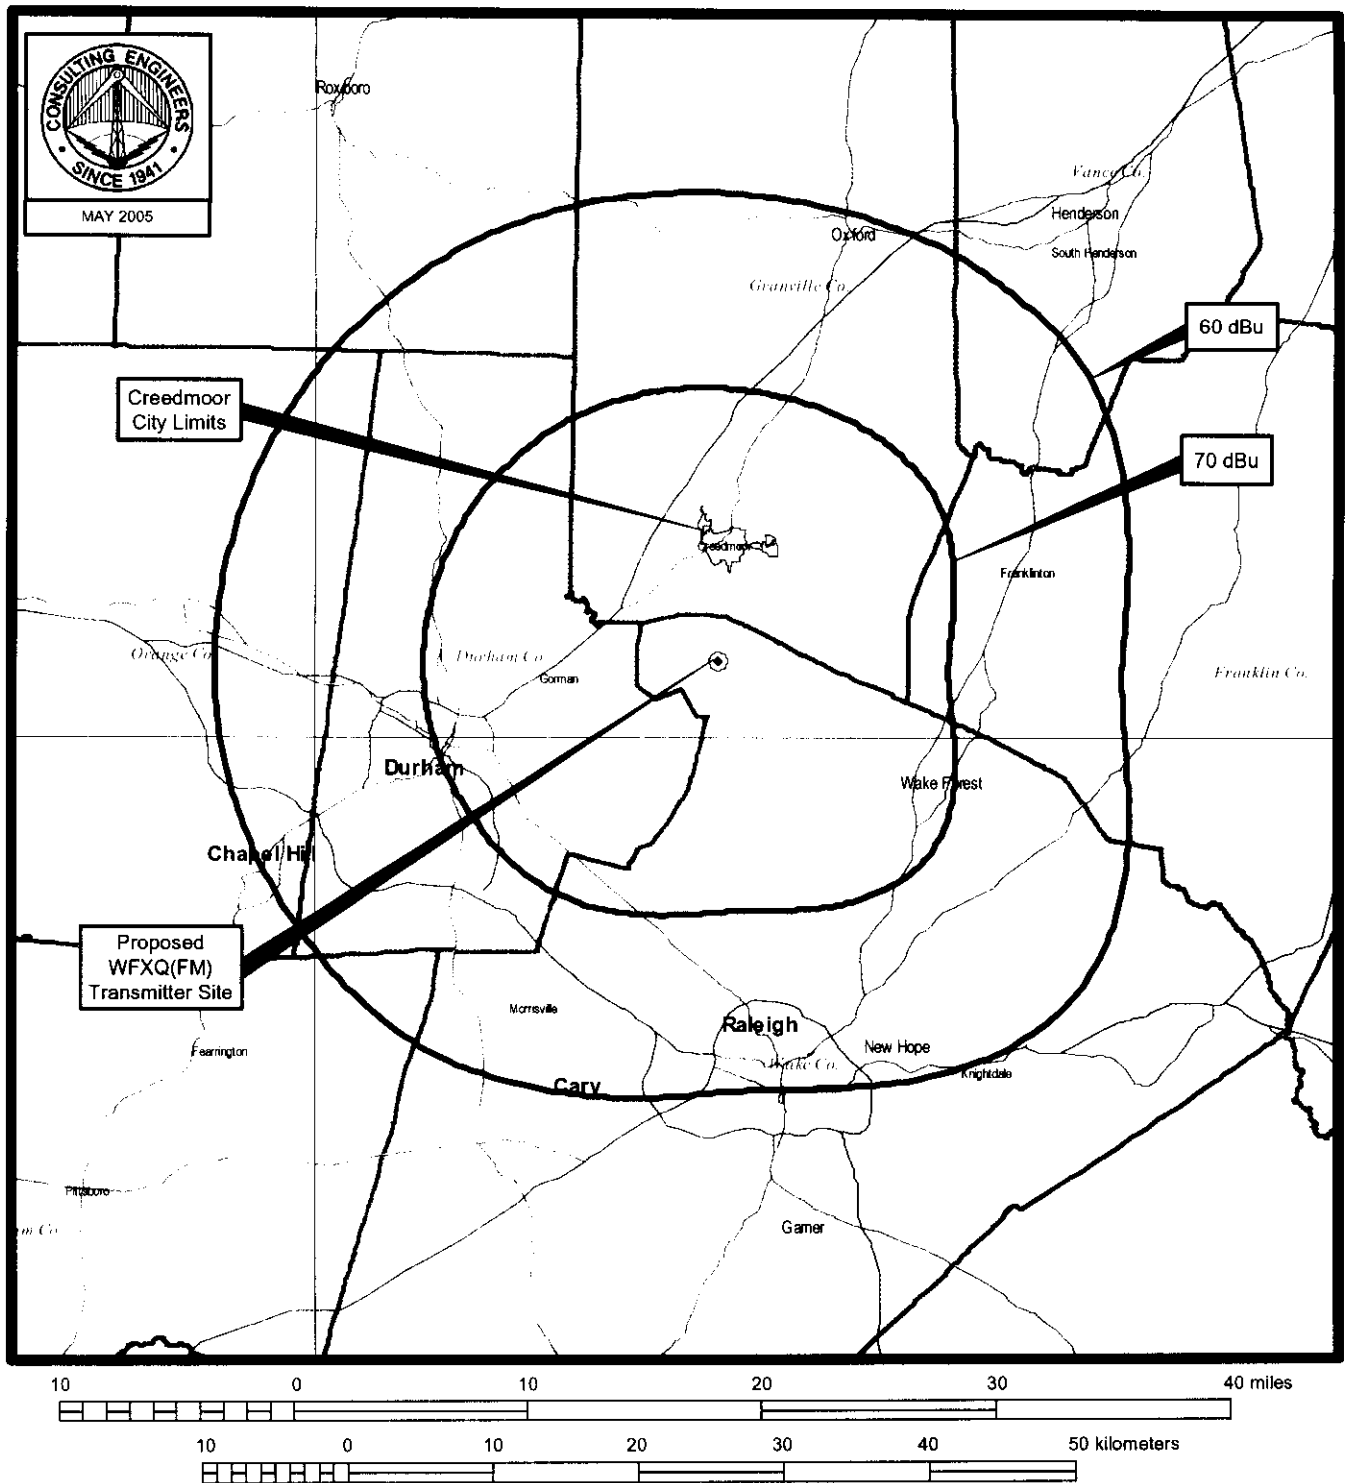 CONSULTING ENGINEERS
• SINCE 1941 •
MAY 2005
Roxboro
Vance Co.
Henderson
Oxford
South Henderson
Granville Co.
60 dBu
Creedmoor
City Limits
70 dBu
Creedmoor
Franklinton
Orange Co.
Durham Co.
Gorman
Franklin Co.
Durham
Wake Forest
Chapel Hill
Proposed
WFXQ(FM)
Transmitter Site
Morrisville
Raleigh
Fearrington
New Hope
Wake Co.
Knightdale
Cary
Pittsboro
m Co.
Garner
10 0 10 20 30 40 miles
10 0 10 20 30 40 50 kilometers